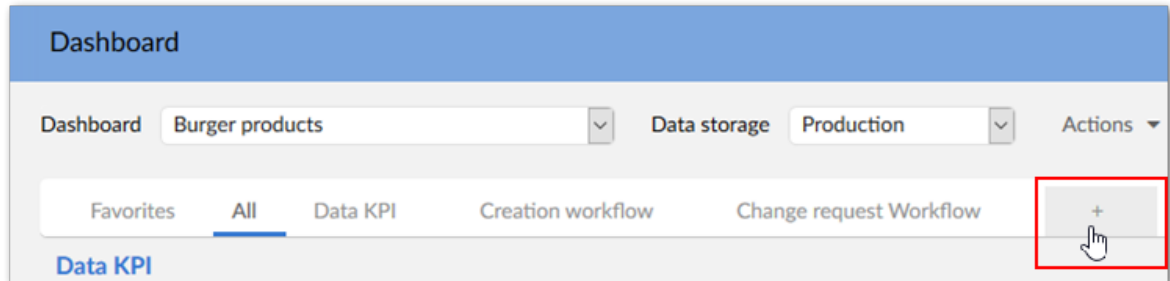 Dashboard
Dashboard Burger products Data storage Production Actions
Favorites All Data KPI Creation workflow Change request Workflow +
Data KPI